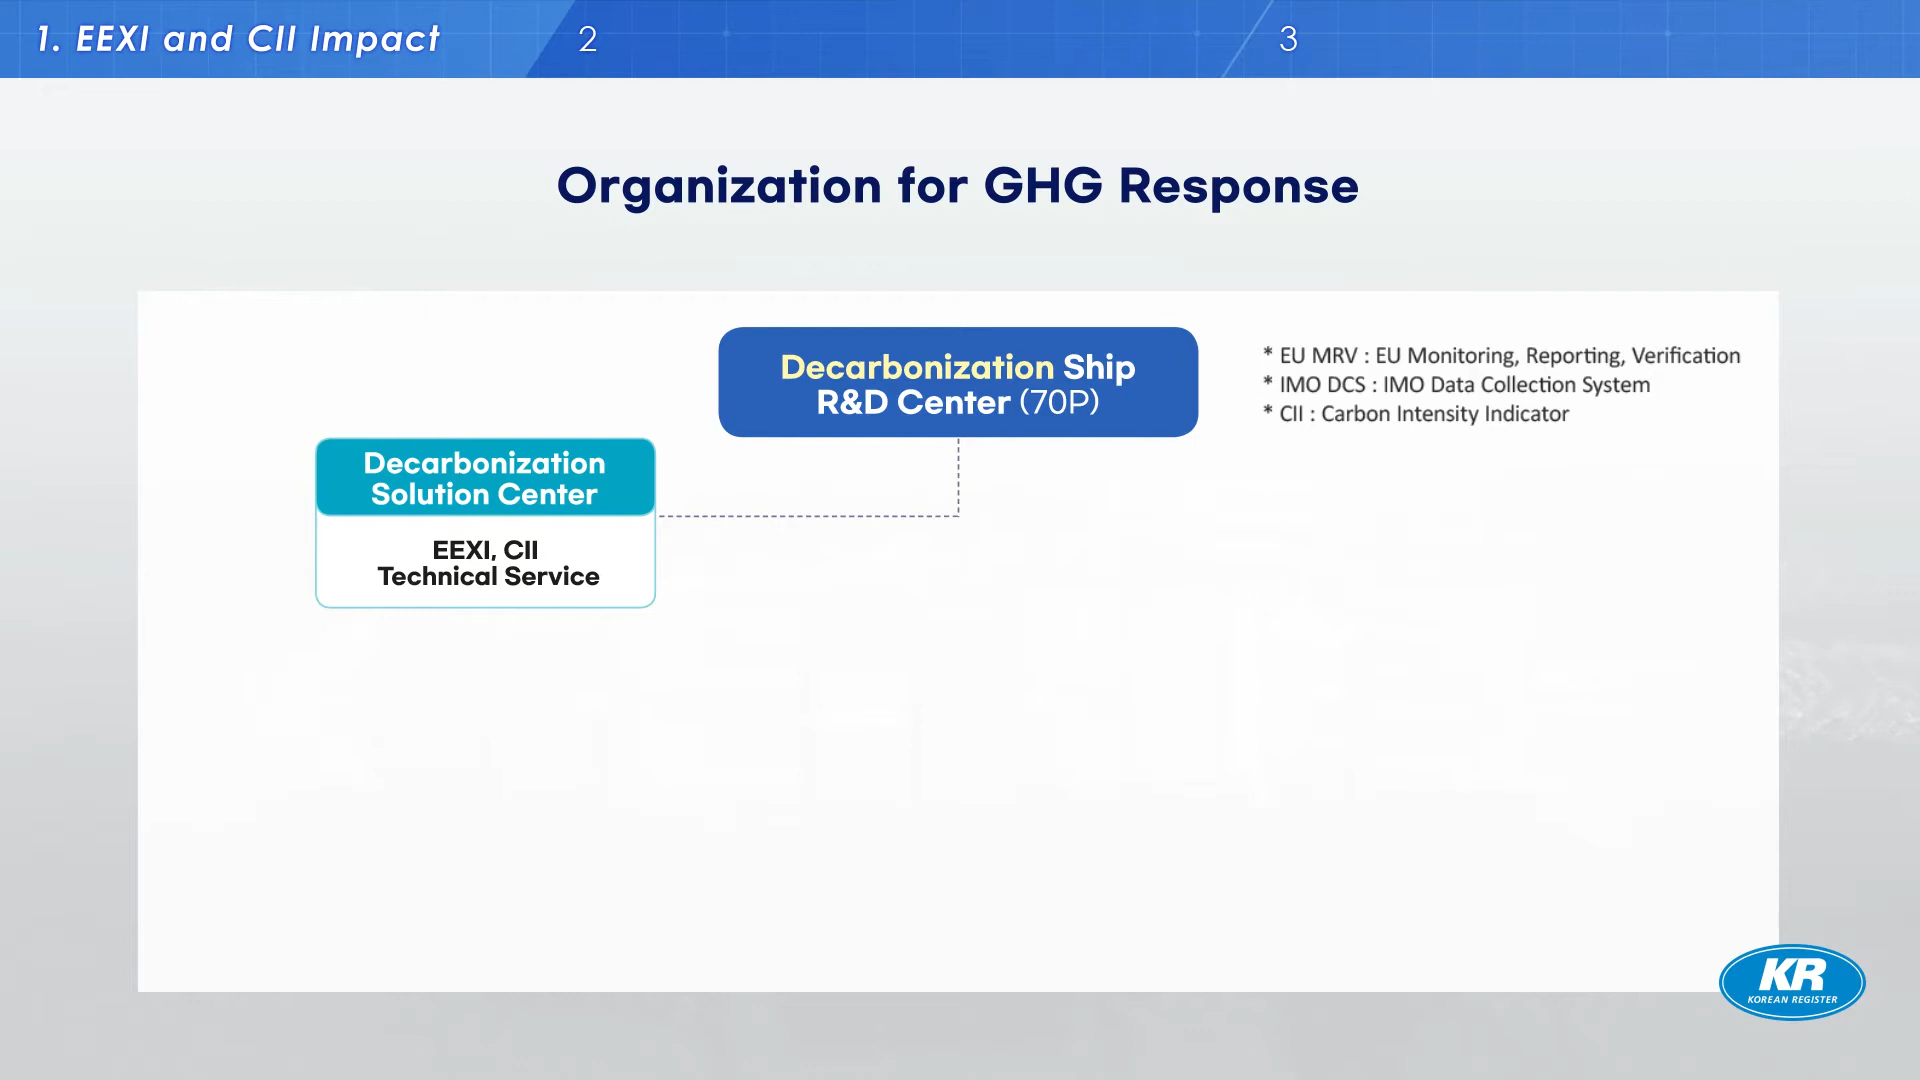 1. EEXI and CII Impact
2
3
Organization for GHG Response
Decarbonization Ship
R&D Center (70P)
* EU MRV : EU Monitoring, Reporting, Verification
* IMO DCS : IMO Data Collection System
* CII : Carbon Intensity Indicator
Decarbonization
Solution Center
EEXI, CII
Technical Service
KR
KOREAN REGISTER